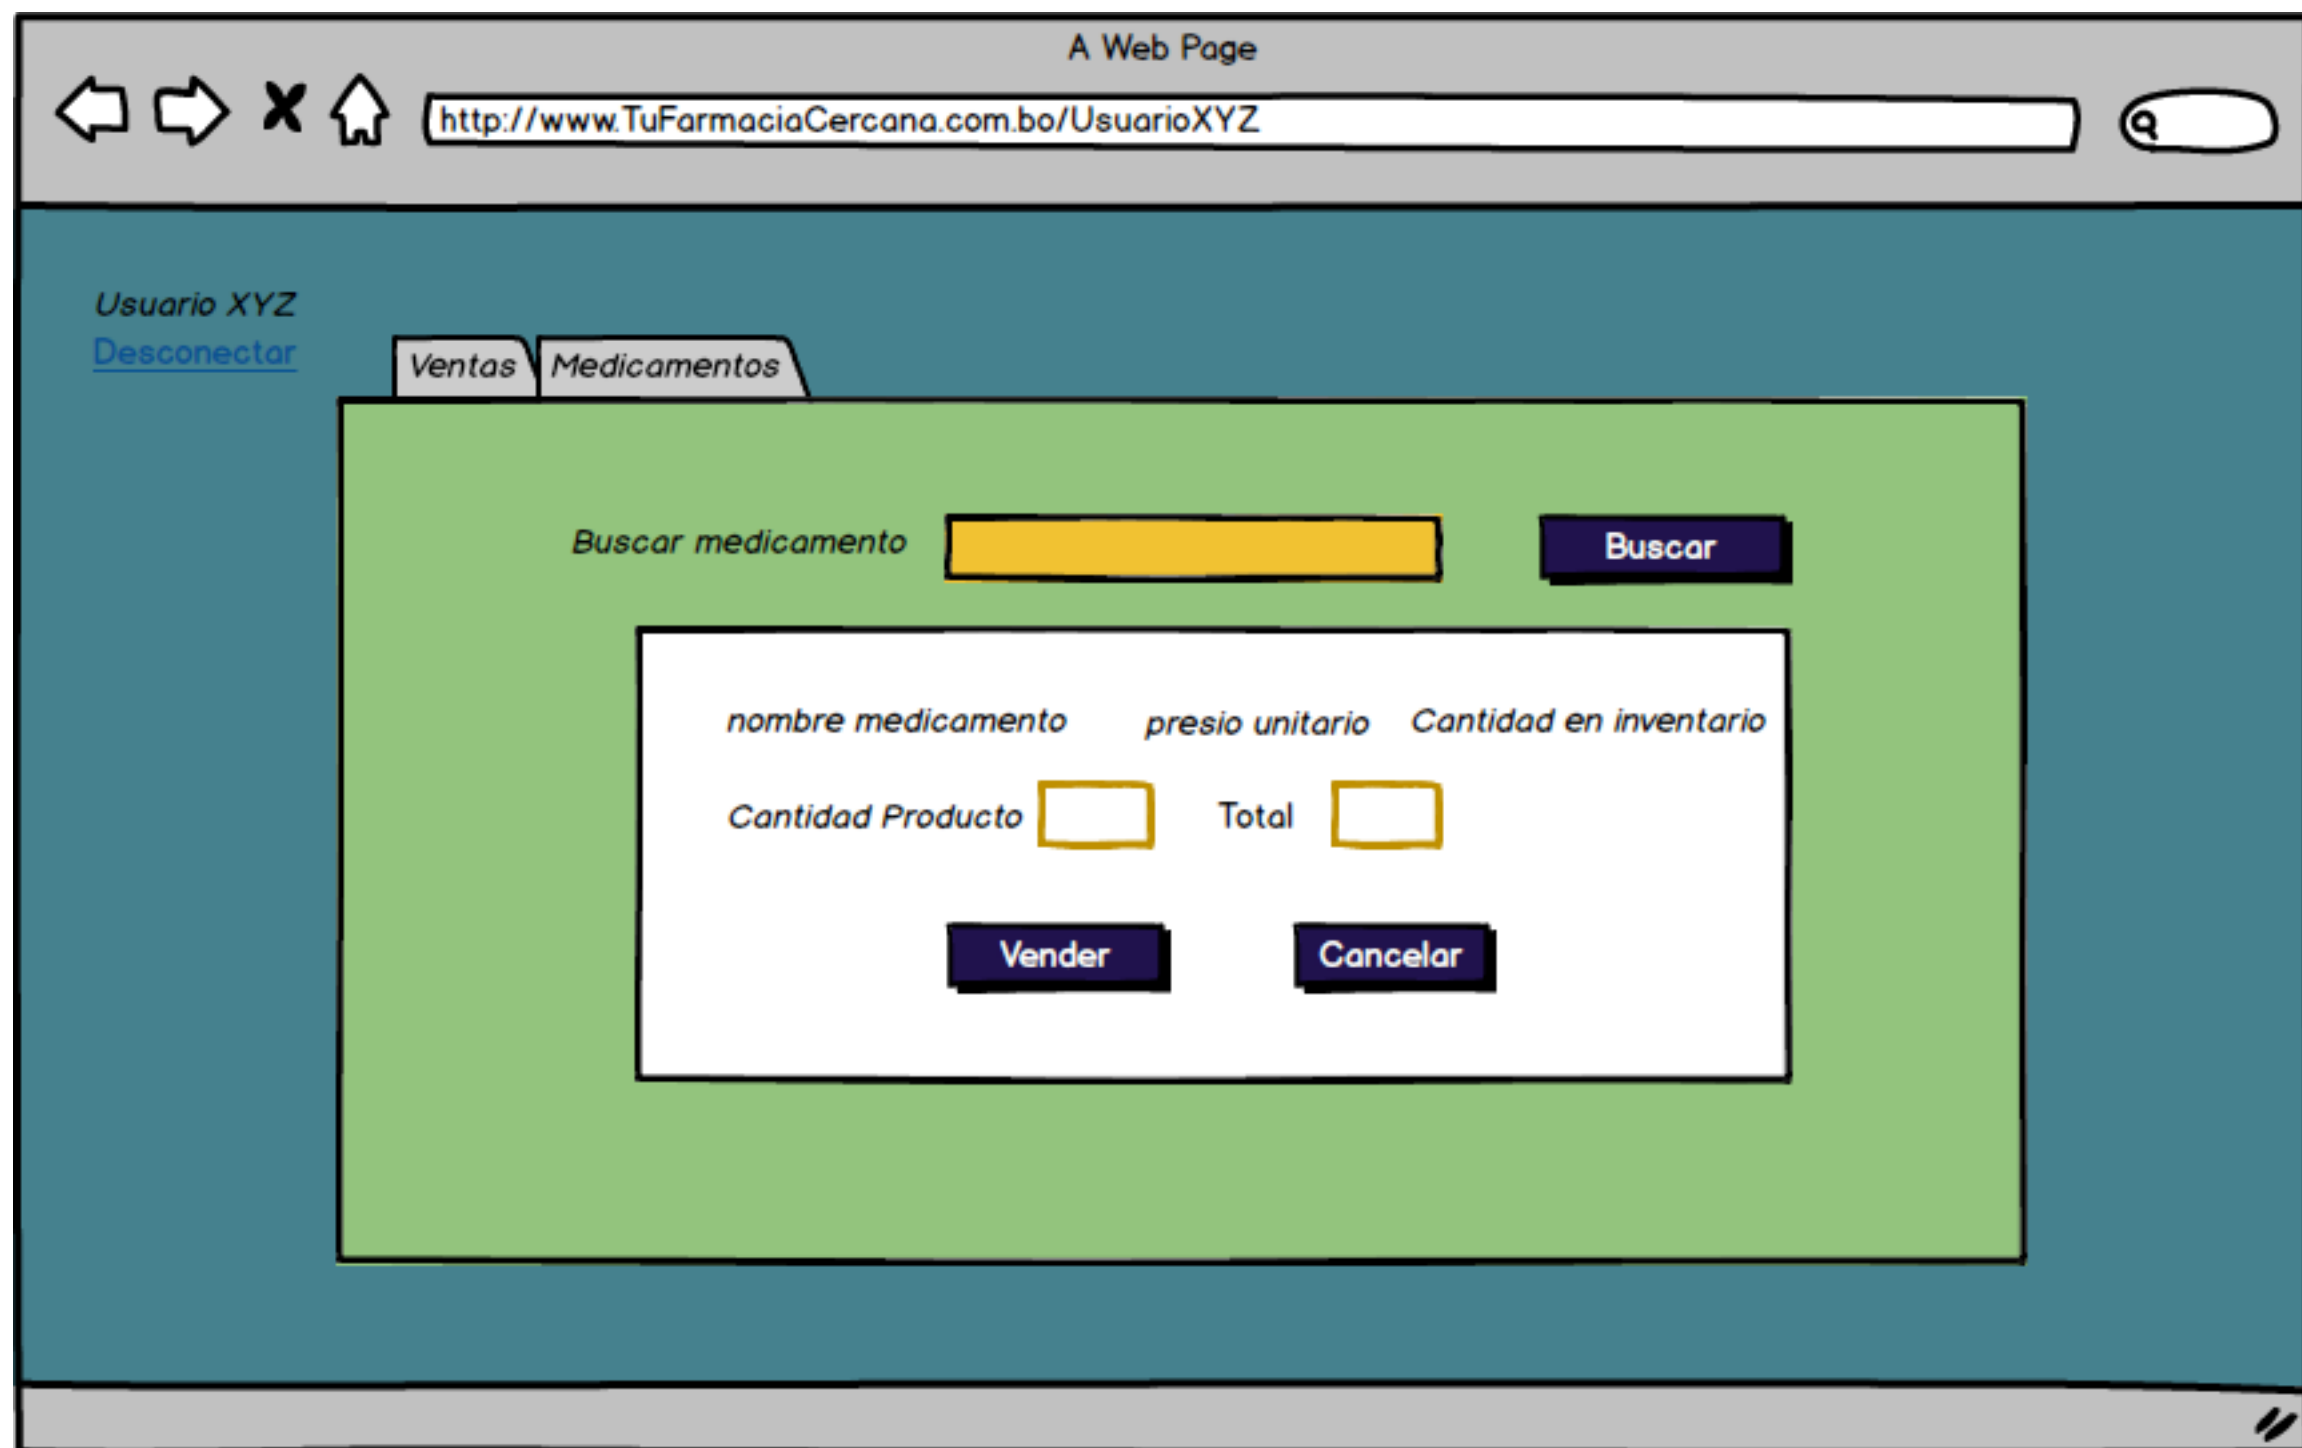 A Web Page
http://www.TuFarmaciaCercana.com.bo/UsuarioXYZ
Usuario XYZ
Desconectar
Ventas Medicamentos
Buscar medicamento Buscar
nombre medicamento presio unitario Cantidad en inventario
Cantidad Producto Total
Vender Cancelar